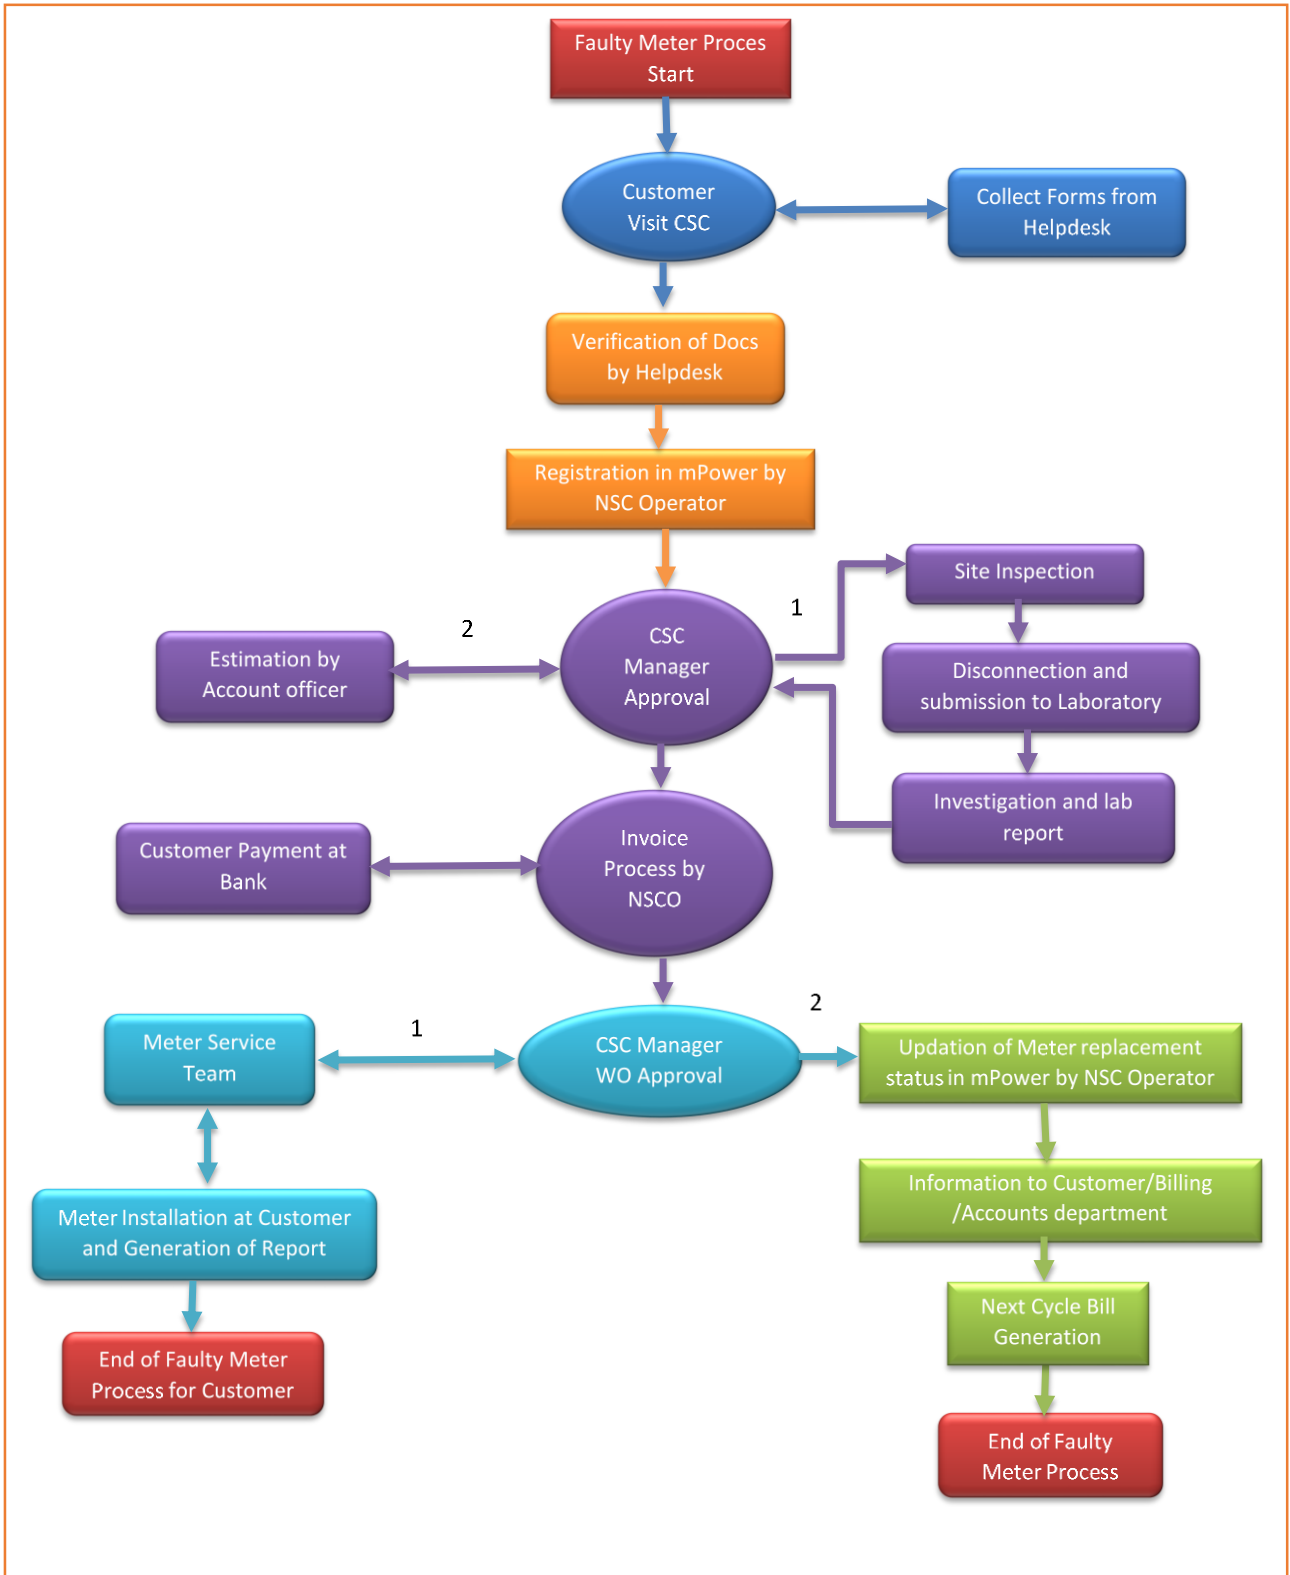 Faulty Meter Proces
Start
Customer
Visit CSC
Collect Forms from
Helpdesk
Verification of Docs
by Helpdesk
Registration in mPower by
NSC Operator
1
Site Inspection
2
Estimation by
Account officer
CSC
Manager
Approval
Disconnection and
submission to Laboratory
Investigation and lab
report
Customer Payment at
Bank
Invoice
Process by
NSCO
Meter Service
Team
1
CSC Manager
WO Approval
2
Updation of Meter replacement
status in mPower by NSC Operator
Information to Customer/Billing
/Accounts department
Meter Installation at Customer
and Generation of Report
Next Cycle Bill
Generation
End of Faulty Meter
Process for Customer
End of Faulty
Meter Process